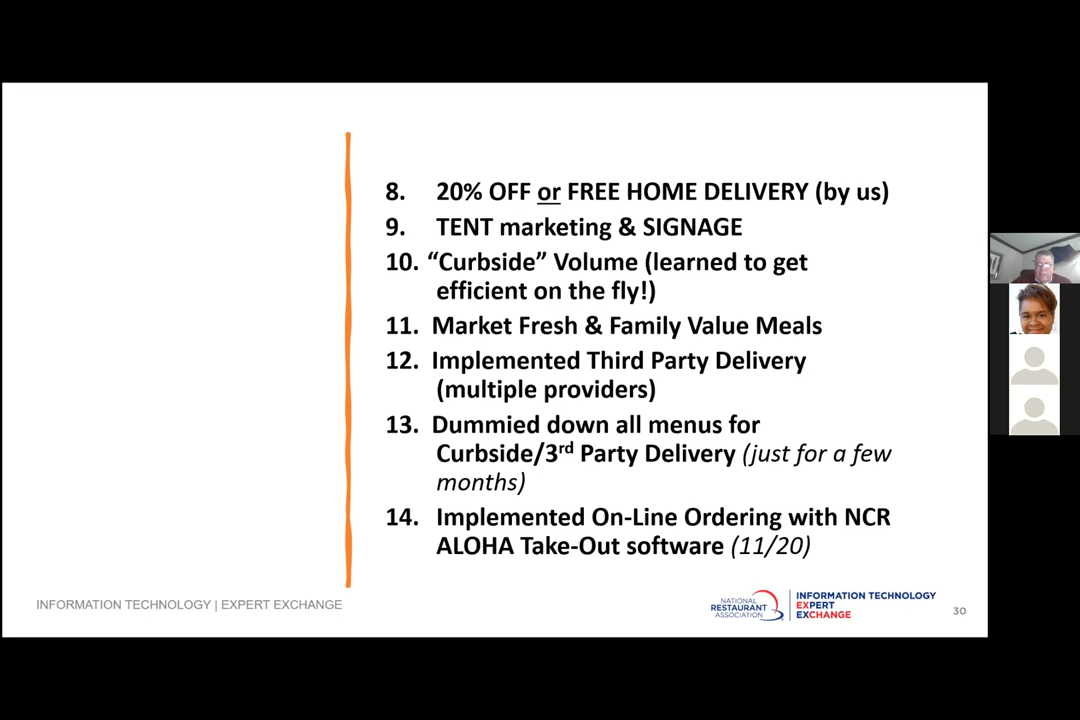 8. 20% OFF or FREE HOME DELIVERY (by us)
9. TENT marketing & SIGNAGE
10. “Curbside” Volume (learned to get
efficient on the fly!)
11. Market Fresh & Family Value Meals
12. Implemented Third Party Delivery
(multiple providers)
13. Dummied down all menus for
Curbside/3rd Party Delivery (just for a few
months)
14. Implemented On-Line Ordering with NCR
ALOHA Take-Out software (11/20)
INFORMATION TECHNOLOGY | EXPERT EXCHANGE
NATIONAL
RESTAURANT
ASSOCIATION
INFORMATION TECHNOLOGY
EXPERT
EXCHANGE
30